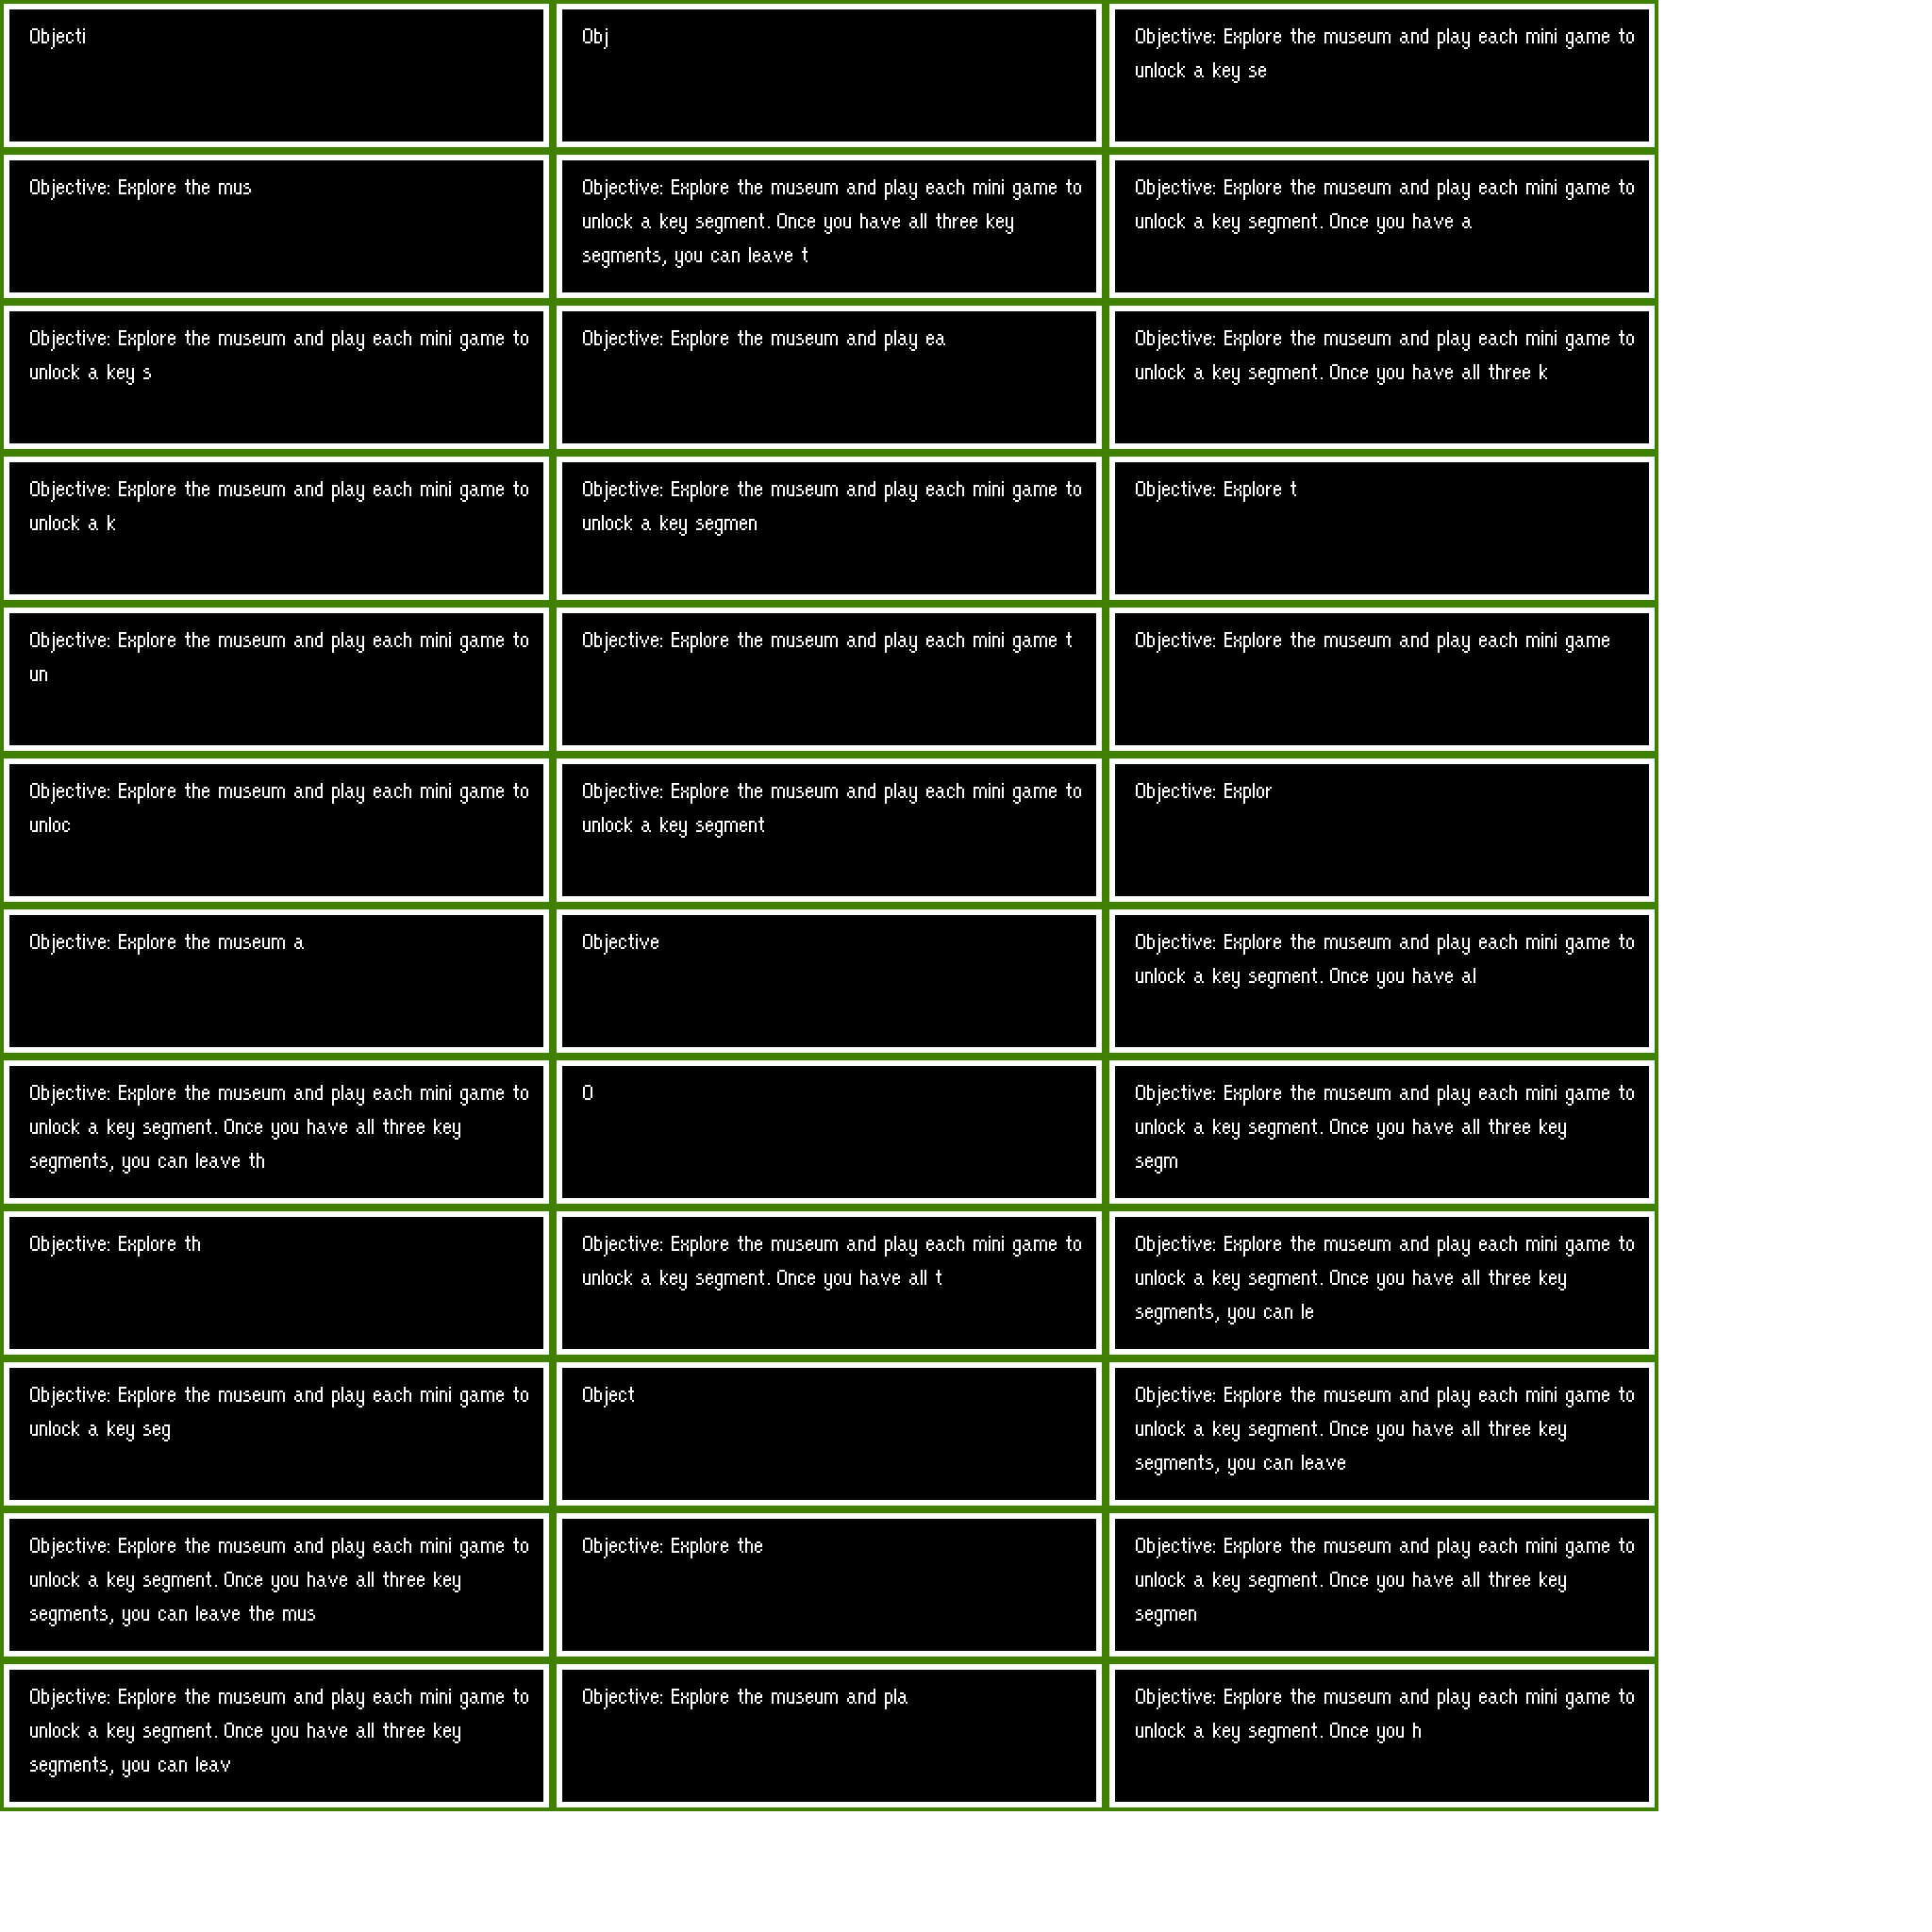 Objecti
Obj
Objective: Explore the museum and play each mini game to
unlock a key se
Objective: Explore the mus
Objective: Explore the museum and play each mini game to
unlock a key segment. Once you have all three key
segments, you can leave t
Objective: Explore the museum and play each mini game to
unlock a key segment. Once you have a
Objective: Explore the museum and play each mini game to
unlock a key s
Objective: Explore the museum and play ea
Objective: Explore the museum and play each mini game to
unlock a key segment. Once you have all three k
Objective: Explore the museum and play each mini game to
unlock a k
Objective: Explore the museum and play each mini game to
unlock a key segmen
Objective: Explore t
Objective: Explore the museum and play each mini game to
un
Objective: Explore the museum and play each mini game t
Objective: Explore the museum and play each mini game
Objective: Explore the museum and play each mini game to
unloc
Objective: Explore the museum and play each mini game to
unlock a key segment
Objective: Explor
Objective: Explore the museum a
Objective
Objective: Explore the museum and play each mini game to
unlock a key segment. Once you have al
Objective: Explore the museum and play each mini game to
unlock a key segment. Once you have all three key
segments, you can leave th
O
Objective: Explore the museum and play each mini game to
unlock a key segment. Once you have all three key
segm
Objective: Explore th
Objective: Explore the museum and play each mini game to
unlock a key segment. Once you have all t
Objective: Explore the museum and play each mini game to
unlock a key segment. Once you have all three key
segments, you can le
Objective: Explore the museum and play each mini game to
unlock a key seg
Object
Objective: Explore the museum and play each mini game to
unlock a key segment. Once you have all three key
segments, you can leave
Objective: Explore the museum and play each mini game to
unlock a key segment. Once you have all three key
segments, you can leave the mus
Objective: Explore the
Objective: Explore the museum and play each mini game to
unlock a key segment. Once you have all three key
segmen
Objective: Explore the museum and play each mini game to
unlock a key segment. Once you have all three key
segments, you can leav
Objective: Explore the museum and pla
Objective: Explore the museum and play each mini game to
unlock a key segment. Once you h